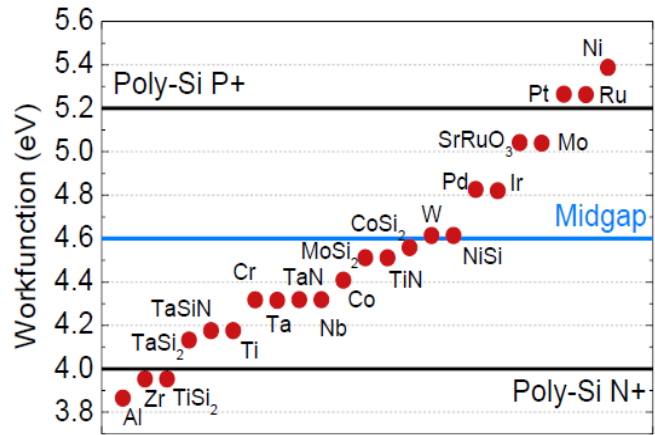 Workfunction (eV)
5.6
5.4
5.2
5.0
4.8
4.6
4.4
4.2
4.0
3.8
Poly-Si P+
Ni
Pt
Ru
SrRuO₃
Mo
Pd
Ir
Midgap
W
CoSi₂
NiSi
MoSi₂
TiN
Cr
TaN
Co
TaSiN
Ta
Nb
TaSi₂
Ti
Poly-Si N+
Al
Zr
TiSi₂